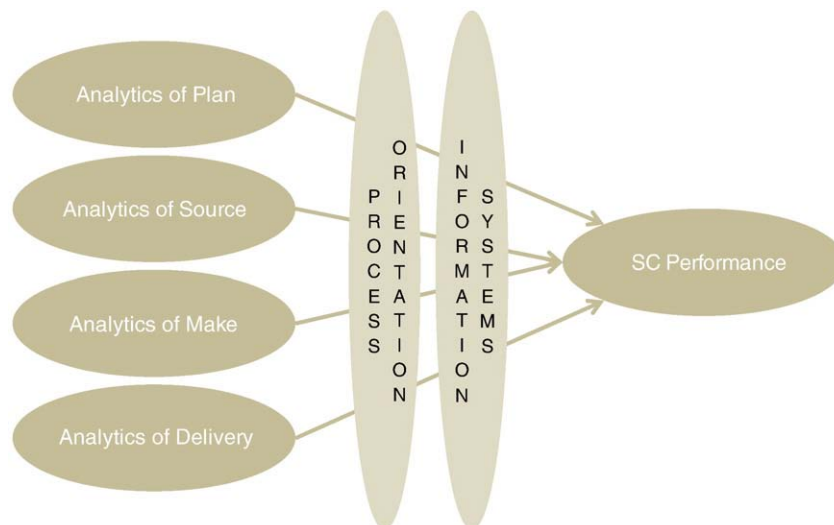 Analytics of Plan
Analytics of Source
Analytics of Make
Analytics of Delivery
PROCESS
ORIENTATION
INFORMATION
SYSTEMS
SC Performance